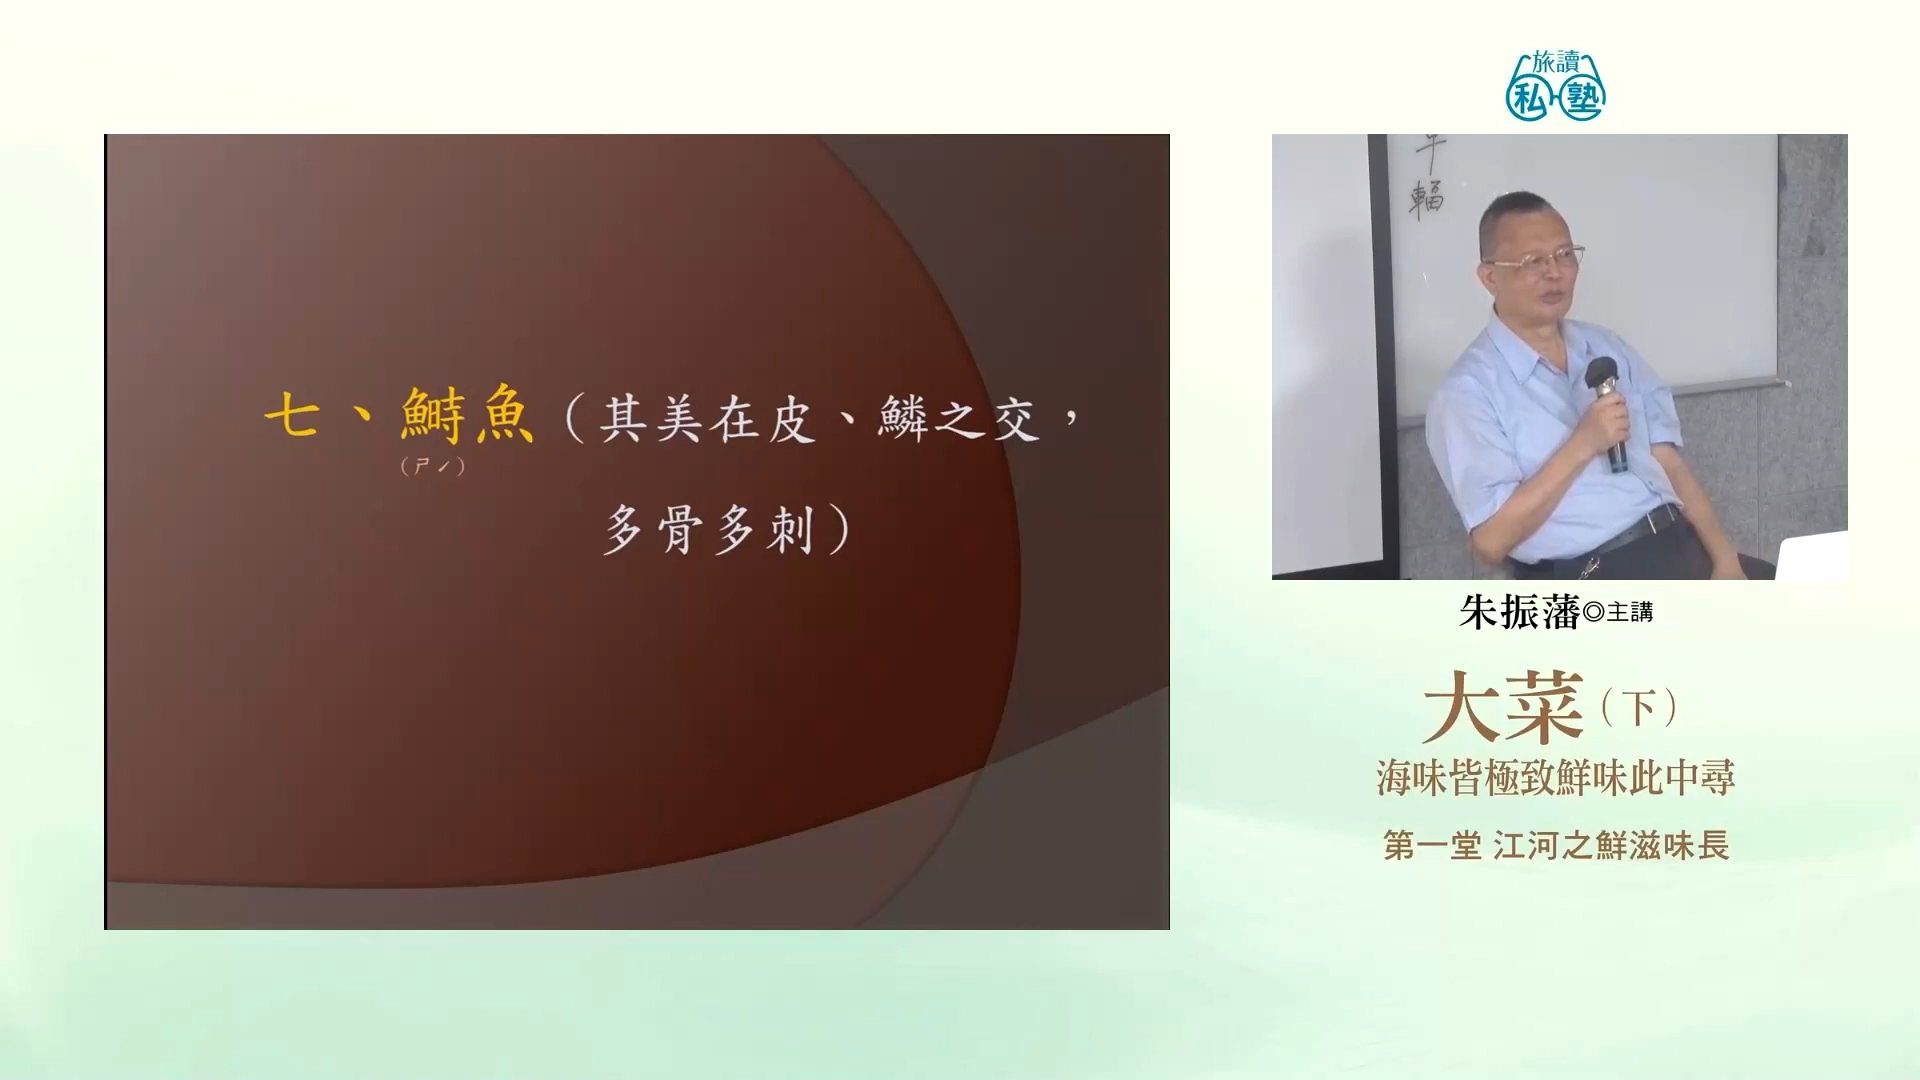 七、鰣魚（其美在皮、鱗之交，
（ㄕˊ）
多骨多刺）
旅讀
私塾
輻
朱振藩◎主講
大菜（下）
海味皆極致鮮味此中尋
第一堂 江河之鮮滋味長